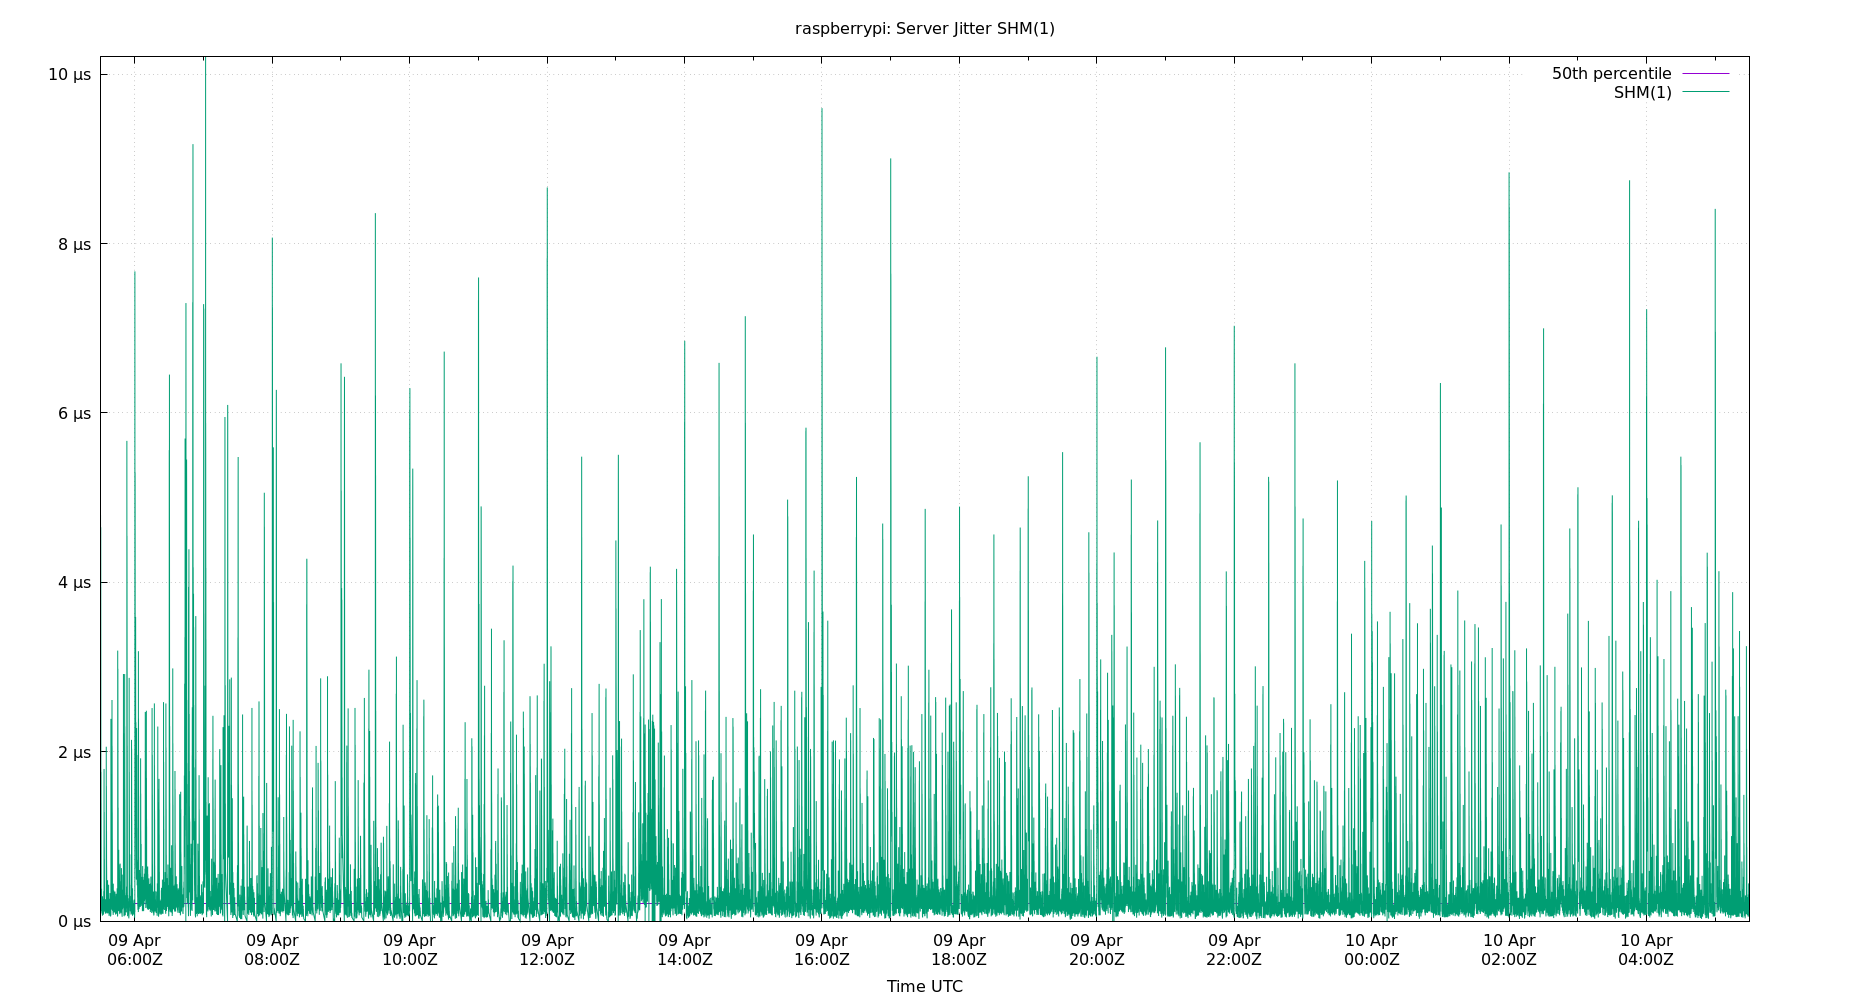 raspberrypi: Server Jitter SHM(1)
10 µs
8 µs
6 µs
4 µs
2 µs
0 µs
50th percentile
SHM(1)
09 Apr 09 Apr 09 Apr 09 Apr 09 Apr 09 Apr 09 Apr 09 Apr 09 Apr 10 Apr 10 Apr 10 Apr
06:00Z 08:00Z 10:00Z 12:00Z 14:00Z 16:00Z 18:00Z 20:00Z 22:00Z 00:00Z 02:00Z 04:00Z
Time UTC